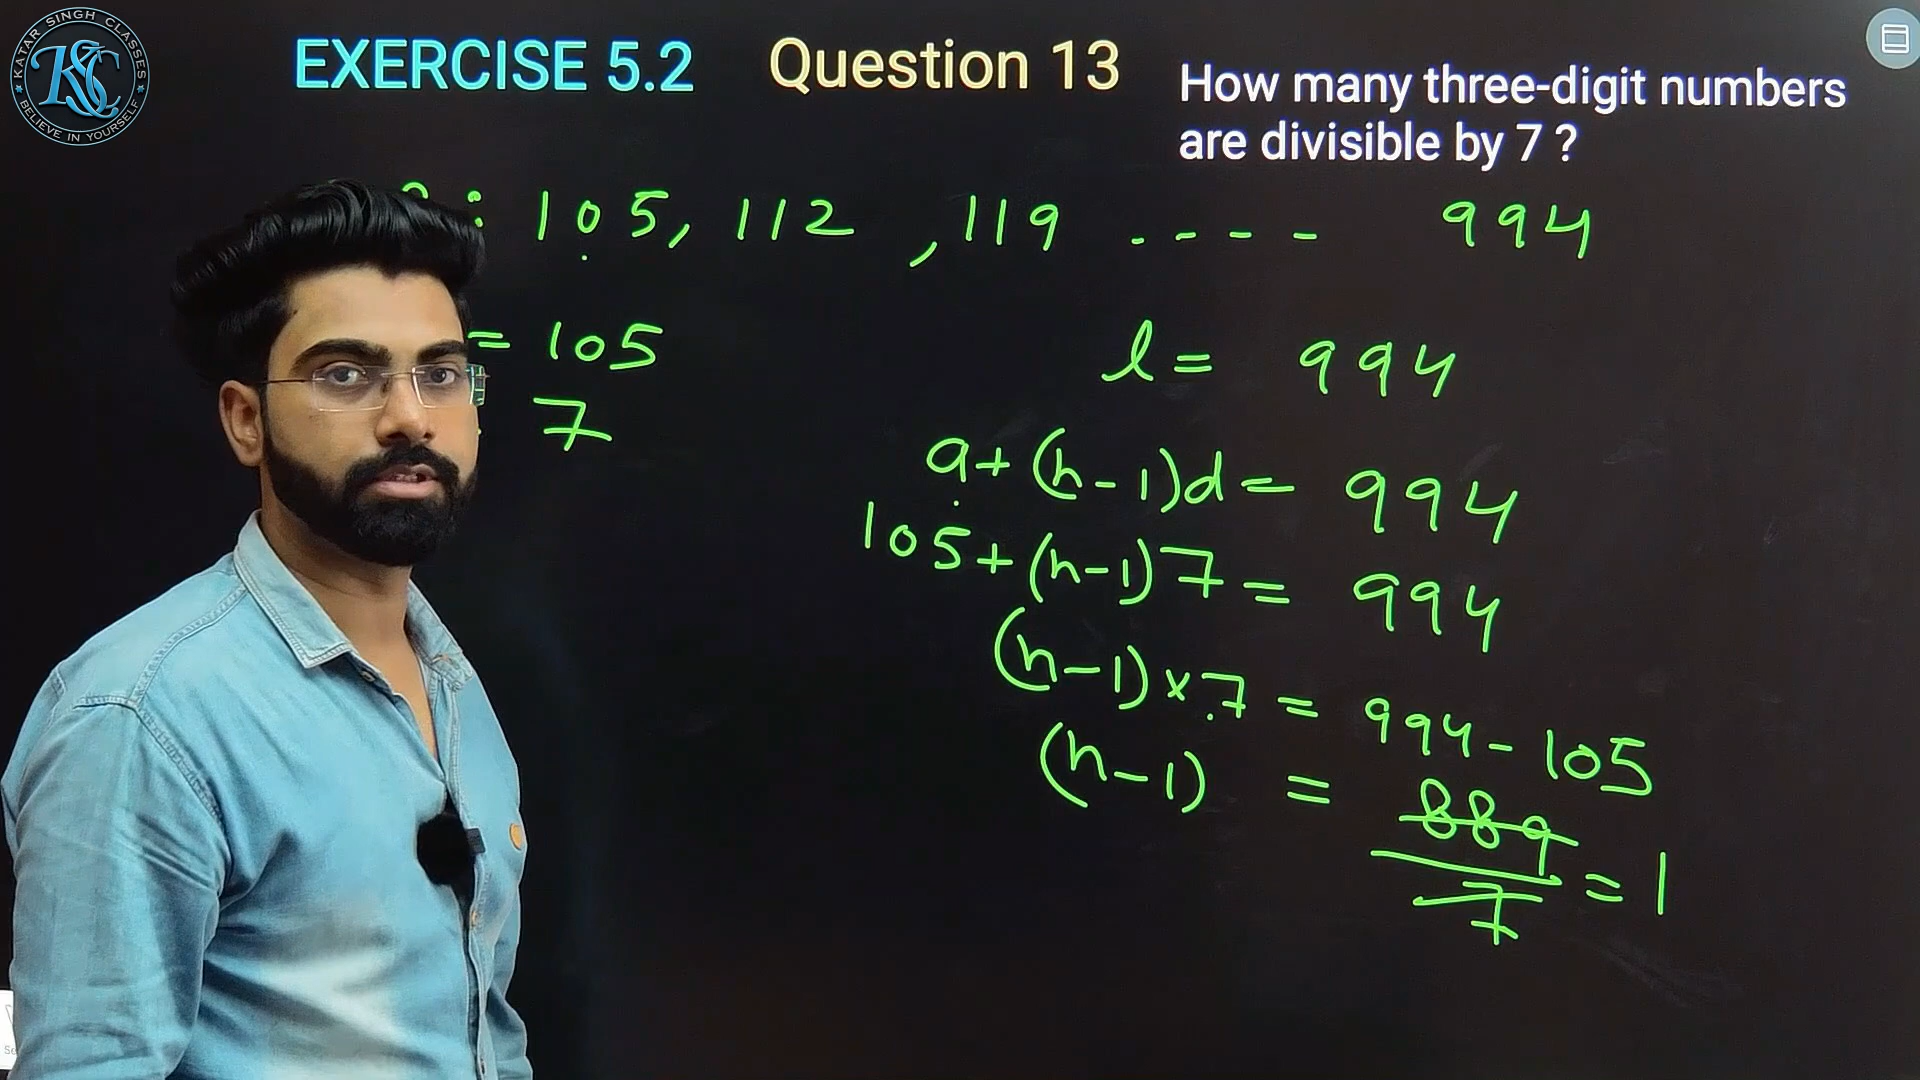 KATAR SINGH CLASSES
KSC
BELIEVE IN YOURSELF
EXERCISE 5.2 Question 13
How many three-digit numbers
are divisible by 7 ?
: 105, 112 , 119 - - - - 994
= 105
7
l = 994
a + (n - 1)d = 994
105 + (n - 1) 7 = 994
(n - 1) × 7 = 994 - 105
(n - 1) = 889/7 = 1